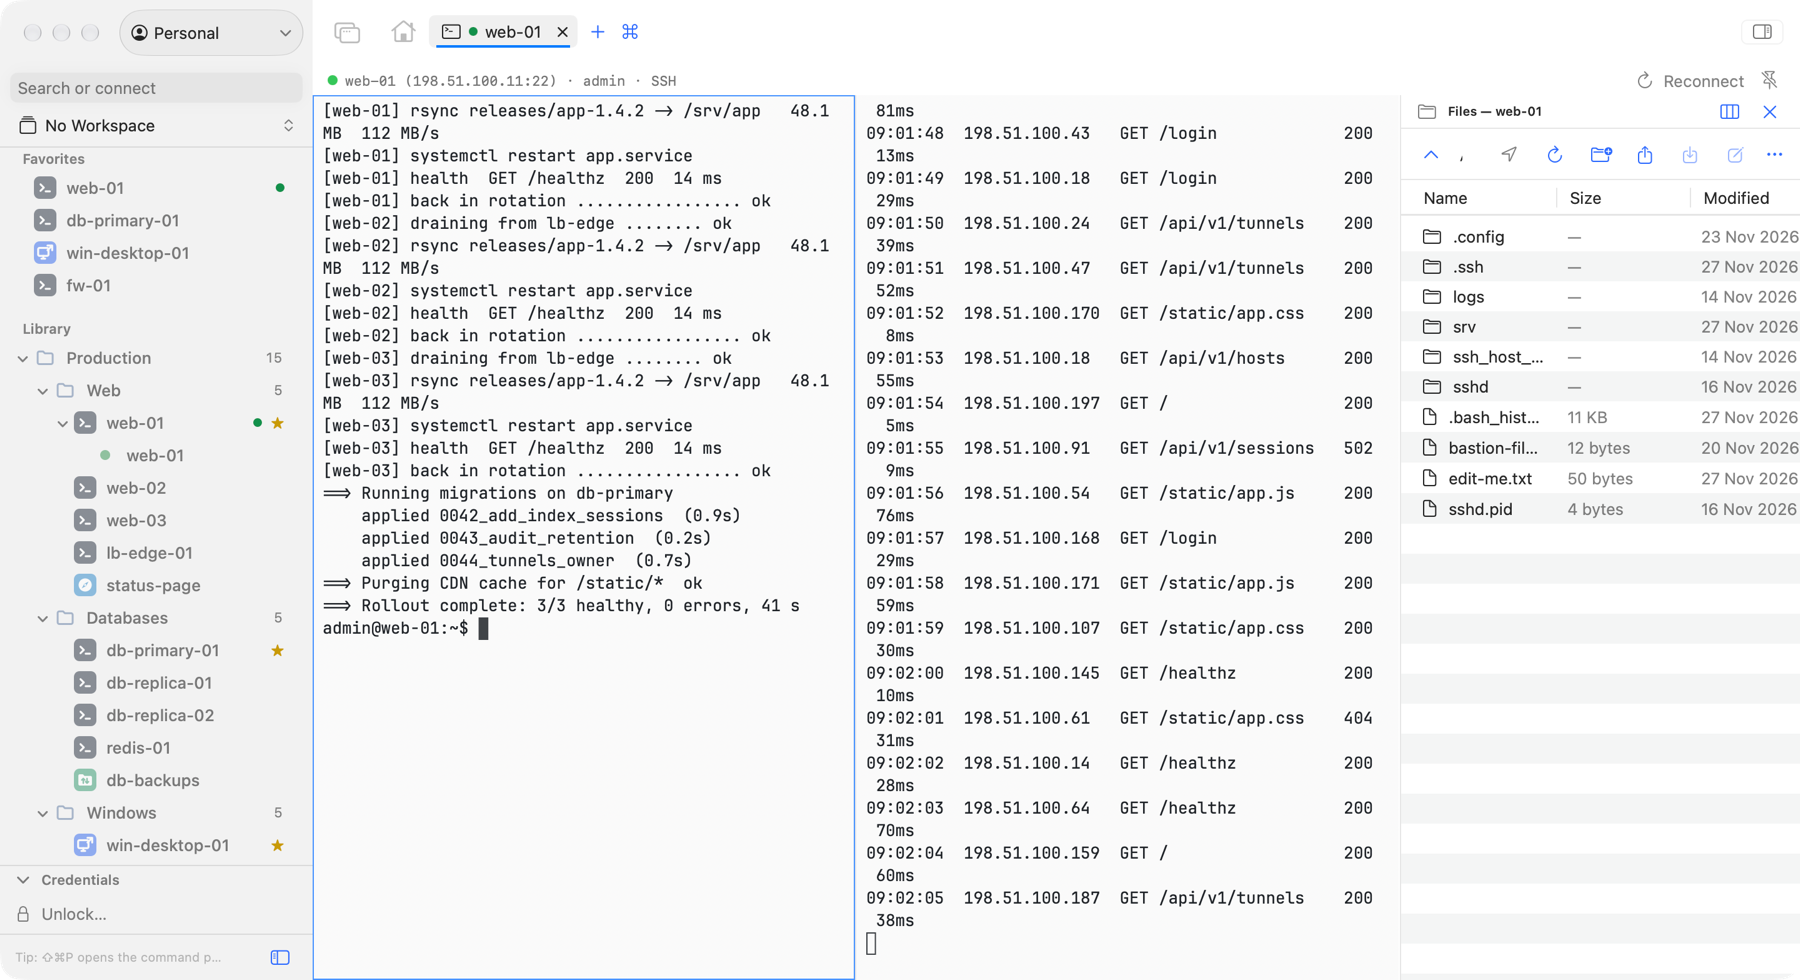 Personal
web-01
Search or connect
web-01 (198.51.100.11:22) · admin · SSH
Reconnect
No Workspace
Favorites
web-01
db-primary-01
win-desktop-01
fw-01
Library
Production 15
Web 5
web-01
web-01
web-02
web-03
lb-edge-01
status-page
Databases 5
db-primary-01
db-replica-01
db-replica-02
redis-01
db-backups
Windows 5
win-desktop-01
Credentials
Unlock...
Tip: ⇧⌘P opens the command p...
[web-01] rsync releases/app-1.4.2 → /srv/app 48.1
MB 112 MB/s
[web-01] systemctl restart app.service
[web-01] health GET /healthz 200 14 ms
[web-01] back in rotation ................. ok
[web-02] draining from lb-edge ........ ok
[web-02] rsync releases/app-1.4.2 → /srv/app 48.1
MB 112 MB/s
[web-02] systemctl restart app.service
[web-02] health GET /healthz 200 14 ms
[web-02] back in rotation ................. ok
[web-03] draining from lb-edge ........ ok
[web-03] rsync releases/app-1.4.2 → /srv/app 48.1
MB 112 MB/s
[web-03] systemctl restart app.service
[web-03] health GET /healthz 200 14 ms
[web-03] back in rotation ................. ok
⟹ Running migrations on db-primary
applied 0042_add_index_sessions (0.9s)
applied 0043_audit_retention (0.2s)
applied 0044_tunnels_owner (0.7s)
⟹ Purging CDN cache for /static/* ok
⟹ Rollout complete: 3/3 healthy, 0 errors, 41 s
admin@web-01:~$
81ms
09:01:48 198.51.100.43 GET /login 200
13ms
09:01:49 198.51.100.18 GET /login 200
29ms
09:01:50 198.51.100.24 GET /api/v1/tunnels 200
39ms
09:01:51 198.51.100.47 GET /api/v1/tunnels 200
52ms
09:01:52 198.51.100.170 GET /static/app.css 200
8ms
09:01:53 198.51.100.18 GET /api/v1/hosts 200
55ms
09:01:54 198.51.100.197 GET / 200
5ms
09:01:55 198.51.100.91 GET /api/v1/sessions 502
9ms
09:01:56 198.51.100.54 GET /static/app.js 200
76ms
09:01:57 198.51.100.168 GET /login 200
29ms
09:01:58 198.51.100.171 GET /static/app.js 200
59ms
09:01:59 198.51.100.107 GET /static/app.css 200
30ms
09:02:00 198.51.100.145 GET /healthz 200
10ms
09:02:01 198.51.100.61 GET /static/app.css 404
31ms
09:02:02 198.51.100.14 GET /healthz 200
28ms
09:02:03 198.51.100.64 GET /healthz 200
70ms
09:02:04 198.51.100.159 GET / 200
60ms
09:02:05 198.51.100.187 GET /api/v1/tunnels 200
38ms
Files — web-01
Name Size Modified
.config — 23 Nov 2026
.ssh — 27 Nov 2026
logs — 14 Nov 2026
srv — 27 Nov 2026
ssh_host_... — 14 Nov 2026
sshd — 16 Nov 2026
.bash_hist... 11 KB 27 Nov 2026
bastion-fil... 12 bytes 20 Nov 2026
edit-me.txt 50 bytes 27 Nov 2026
sshd.pid 4 bytes 16 Nov 2026